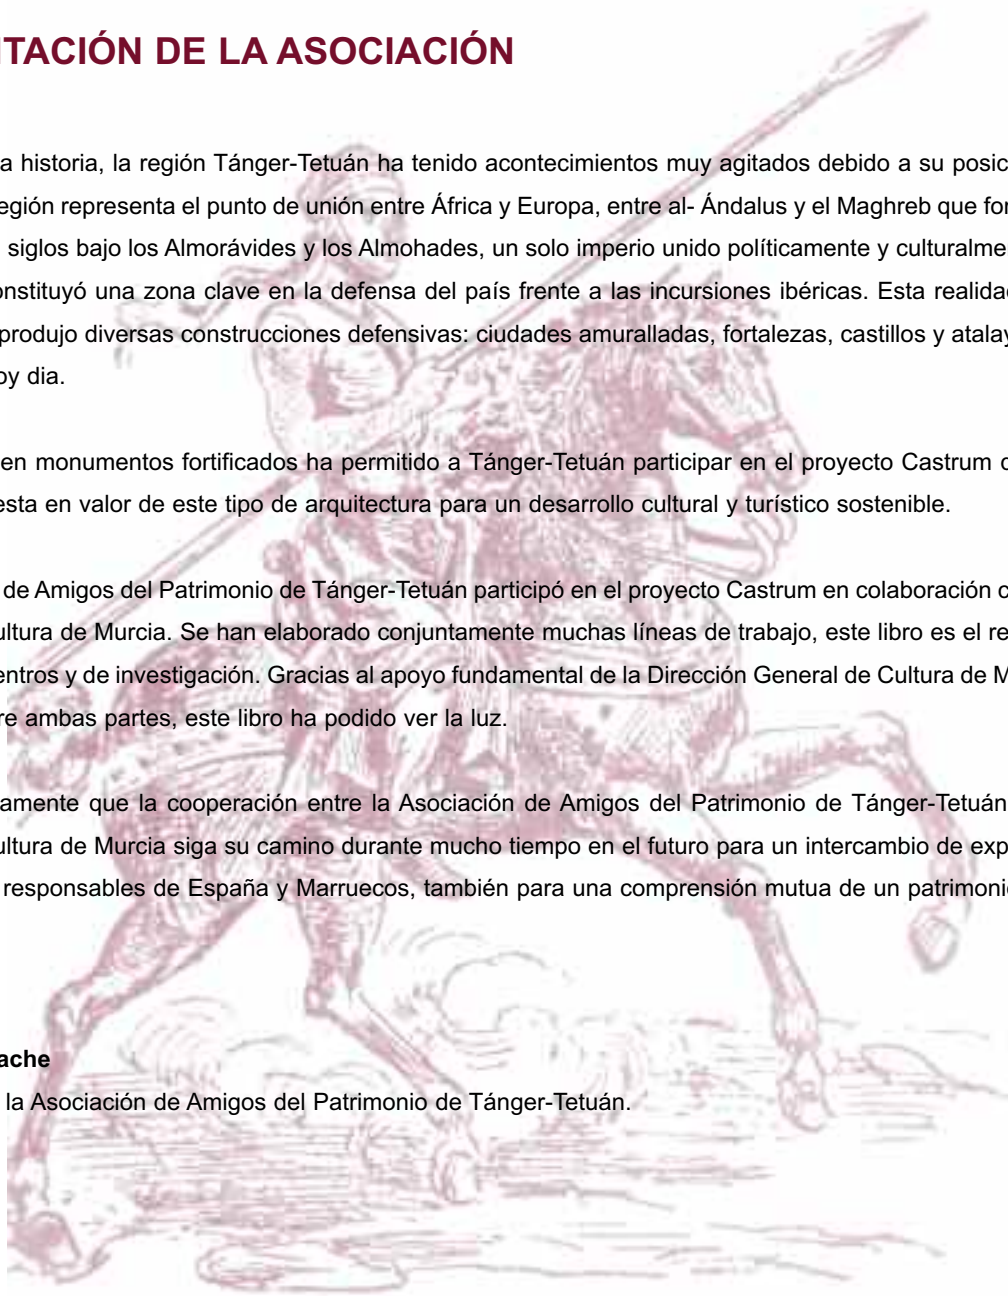 TACIÓN DE LA ASOCIACIÓN
a historia, la región Tánger-Tetuán ha tenido acontecimientos muy agitados debido a su posic
egión representa el punto de unión entre África y Europa, entre al- Ándalus y el Maghreb que for
siglos bajo los Almorávides y los Almohades, un solo imperio unido políticamente y culturalme
onstituyó una zona clave en la defensa del país frente a las incursiones ibéricas. Esta realidad
produjo diversas construcciones defensivas: ciudades amuralladas, fortalezas, castillos y atalay
oy dia.
en monumentos fortificados ha permitido a Tánger-Tetuán participar en el proyecto Castrum
esta en valor de este tipo de arquitectura para un desarrollo cultural y turístico sostenible.
de Amigos del Patrimonio de Tánger-Tetuán participó en el proyecto Castrum en colaboración c
ultura de Murcia. Se han elaborado conjuntamente muchas líneas de trabajo, este libro es el re
entros y de investigación. Gracias al apoyo fundamental de la Dirección General de Cultura de M
re ambas partes, este libro ha podido ver la luz.
amente que la cooperación entre la Asociación de Amigos del Patrimonio de Tánger-Tetuán
ultura de Murcia siga su camino durante mucho tiempo en el futuro para un intercambio de exp
responsables de España y Marruecos, también para una comprensión mutua de un patrimoni
ache
la Asociación de Amigos del Patrimonio de Tánger-Tetuán.